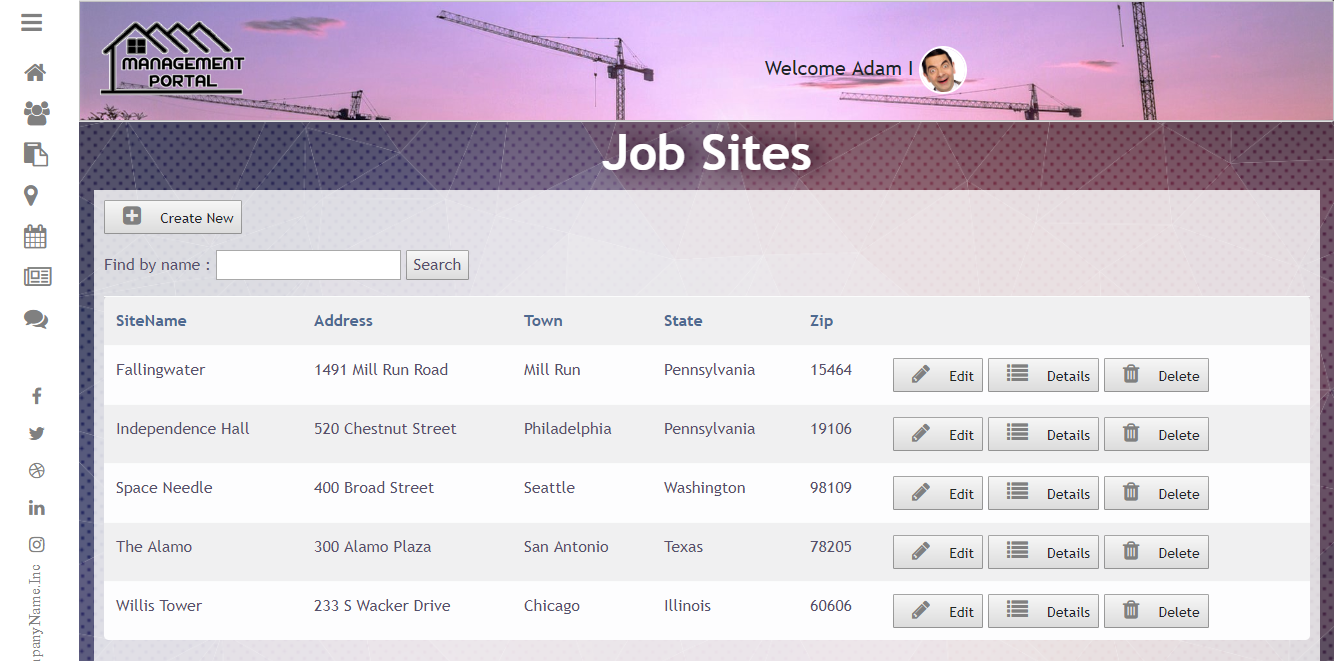 MANAGEMENT
PORTAL
Welcome Adam I
Job Sites
Create New
Find by name : Search
SiteName Address Town State Zip
Fallingwater 1491 Mill Run Road Mill Run Pennsylvania 15464 Edit Details Delete
Independence Hall 520 Chestnut Street Philadelphia Pennsylvania 19106 Edit Details Delete
Space Needle 400 Broad Street Seattle Washington 98109 Edit Details Delete
The Alamo 300 Alamo Plaza San Antonio Texas 78205 Edit Details Delete
Willis Tower 233 S Wacker Drive Chicago Illinois 60606 Edit Details Delete
panyName.Inc